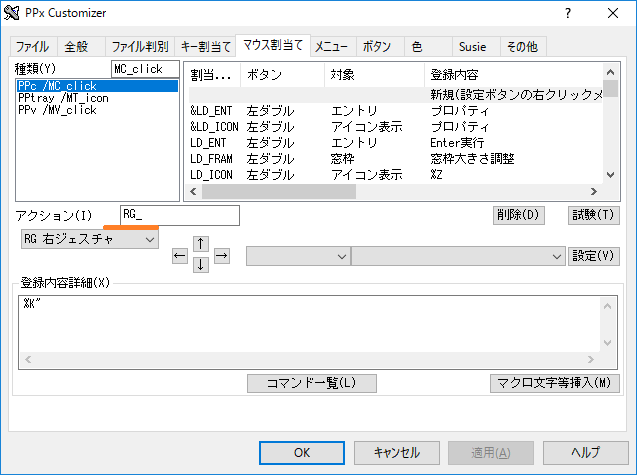 PPx Customizer
ファイル 全般 ファイル判別 キー割当て マウス割当て メニュー ボタン 色 Susie その他
種類(Y) MC_click
PPc /MC_click
PPtray /MT_icon
PPv /MV_click
割当... ボタン 対象 登録内容
新規(設定ボタンの右クリックメ
&LD_ENT 左ダブル エントリ プロパティ
&LD_ICON 左ダブル アイコン表示 プロパティ
LD_ENT 左ダブル エントリ Enter実行
LD_FRAM 左ダブル 窓枠 窓枠大きさ調整
LD_ICON 左ダブル アイコン表示 %Z
アクション(I) RG_ 削除(D) 試験(T)
RG 右ジェスチャ ← ↑ ↓ → 設定(V)
登録内容詳細(X)
%K"
コマンド一覧(L) マクロ文字等挿入(M)
OK キャンセル 適用(A) ヘルプ